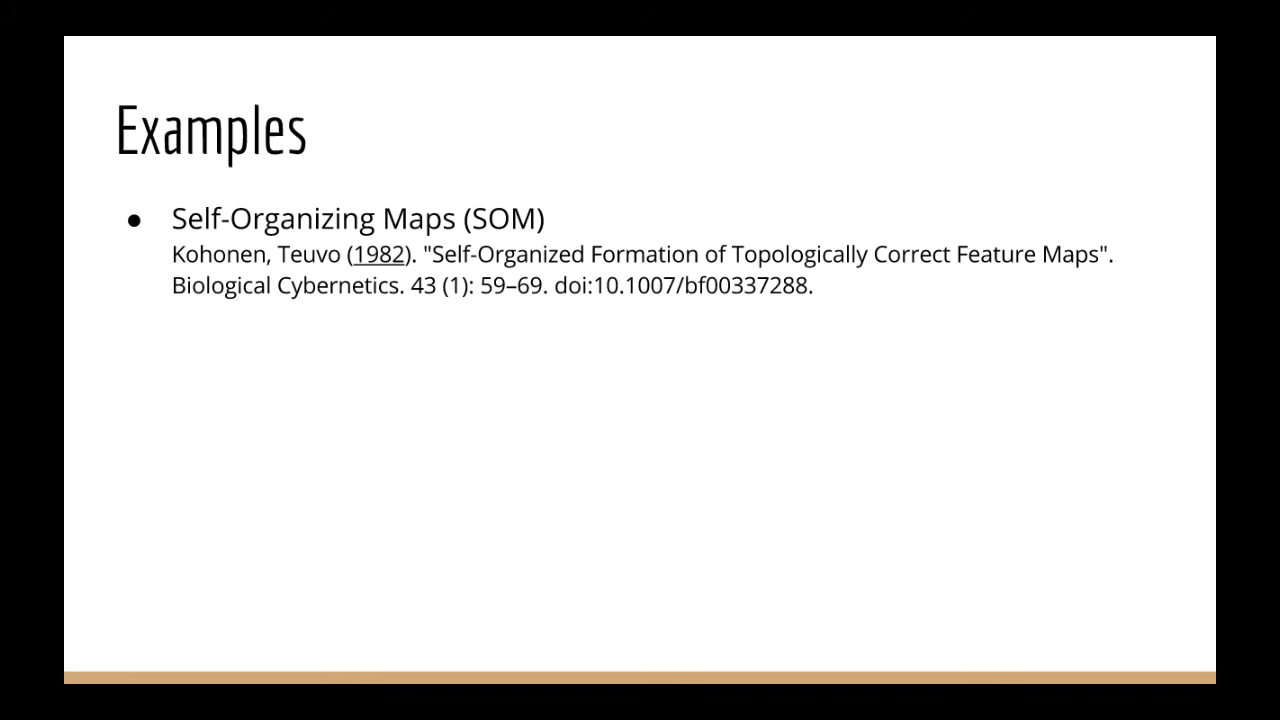 Examples
● Self-Organizing Maps (SOM)
Kohonen, Teuvo (1982). "Self-Organized Formation of Topologically Correct Feature Maps".
Biological Cybernetics. 43 (1): 59–69. doi:10.1007/bf00337288.